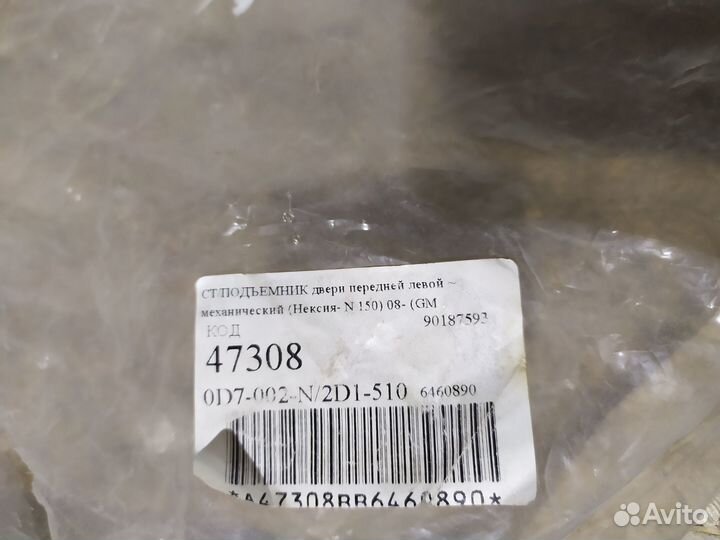 СТ/ПОДЪЕМНИК двери передней левой ~
механический (Нексия- N 150) 08- (GM
КОД 90187593
47308
0D7-002-N/2D1-510 6460890
*A47308BB6460890*
Avito